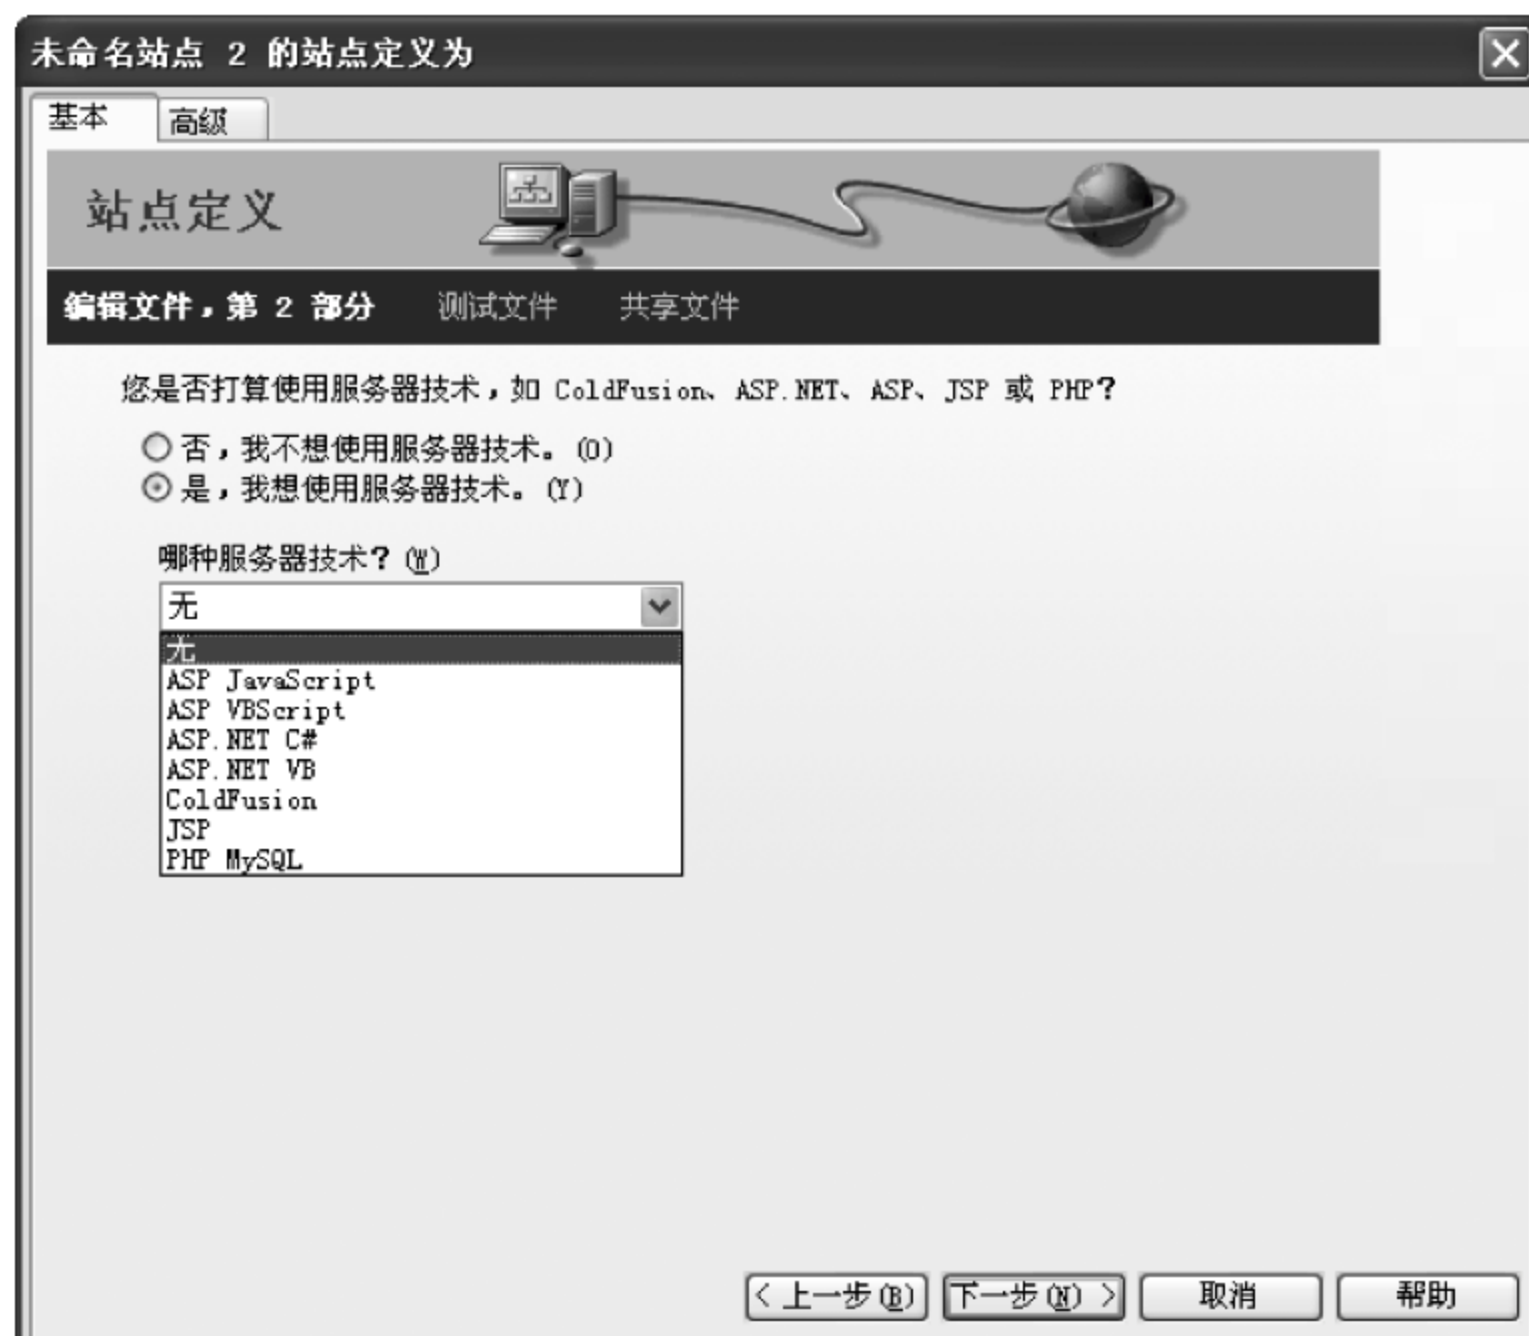 未命名站点 2 的站点定义为
基本 高级
站点定义
编辑文件，第 2 部分 测试文件 共享文件
您是否打算使用服务器技术，如 ColdFusion、ASP.NET、ASP、JSP 或 PHP?
否，我不想使用服务器技术。(O)
是，我想使用服务器技术。(Y)
哪种服务器技术? (W)
无
无
ASP JavaScript
ASP VBScript
ASP.NET C#
ASP.NET VB
ColdFusion
JSP
PHP MySQL
< 上一步(B) 下一步(N) > 取消 帮助